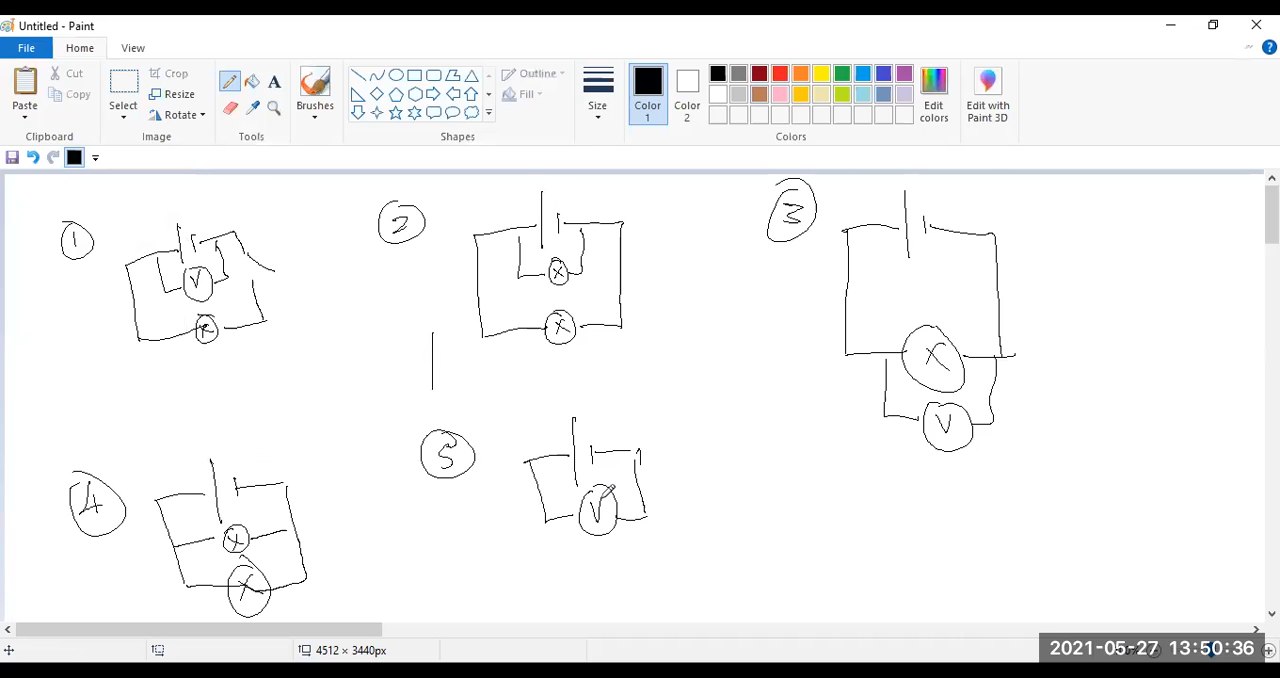 Untitled - Paint
File Home View
Cut
Copy
Paste
Clipboard
Select
Crop
Resize
Rotate
Image
A
Tools
Brushes
Outline
Fill
Shapes
Size
Color 1
Color 2
Edit colors
Colors
Edit with Paint 3D
1
V
X
2
X
X
3
X
V
4
X
X
5
V
4512 × 3440px
2021-05-27 13:50:36